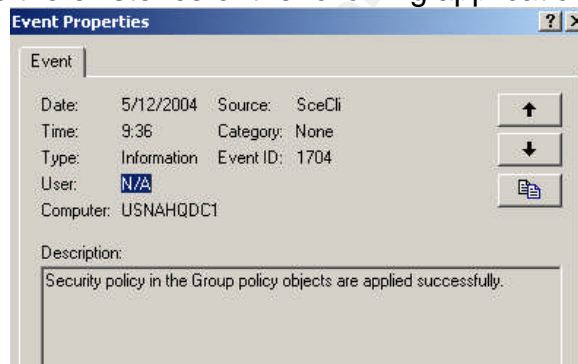 Event Properties
Event
Date: 5/12/2004 Source: SceCli
Time: 9:36 Category: None
Type: Information Event ID: 1704
User: N/A
Computer: USNAHQDC1
Description:
Security policy in the Group policy objects are applied successfully.